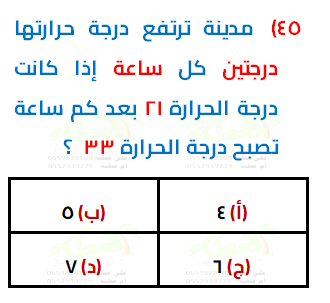 ٤٥) مدينة ترتفع درجة حرارتها
درجتين كل ساعة إذا كانت
درجة الحرارة ٢١ بعد كم ساعة
تصبح درجة الحرارة ٣٣ ؟
(أ) ٤
(ب) ٥
(ج) ٦
(د) ٧